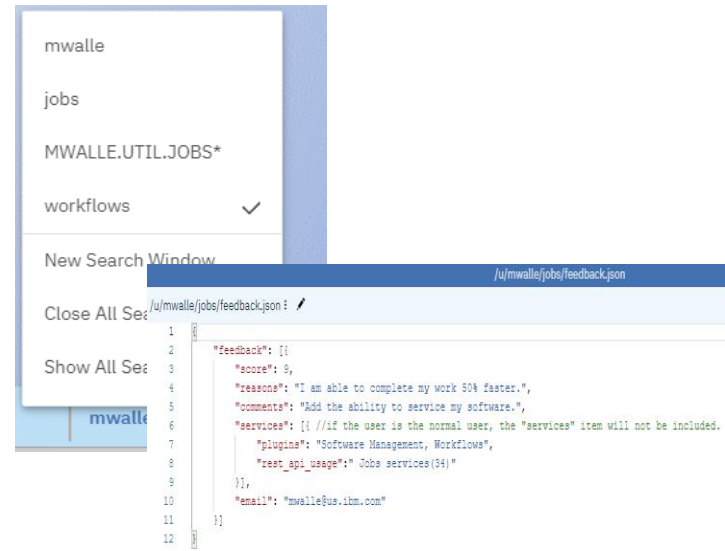 mwalle
jobs
MWALLE.UTIL.JOBS*
workflows
New Search Window
Close All Sea
Show All Sea
mwalle
/u/mwalle/jobs/feedback.json
/u/mwalle/jobs/feedback.json
1 {
2 "feedback": [{
3 "score": 9,
4 "reasons": "I am able to complete my work 50% faster.",
5 "comments": "Add the ability to service my software.",
6 "services": [{ //if the user is the normal user, the "services" item will not be included.
7 "plugins": "Software Management, Workflows",
8 "rest_api_usage":" Jobs services(34)"
9 }],
10 "email": "mwalle@us.ibm.com"
11 }]
12 }